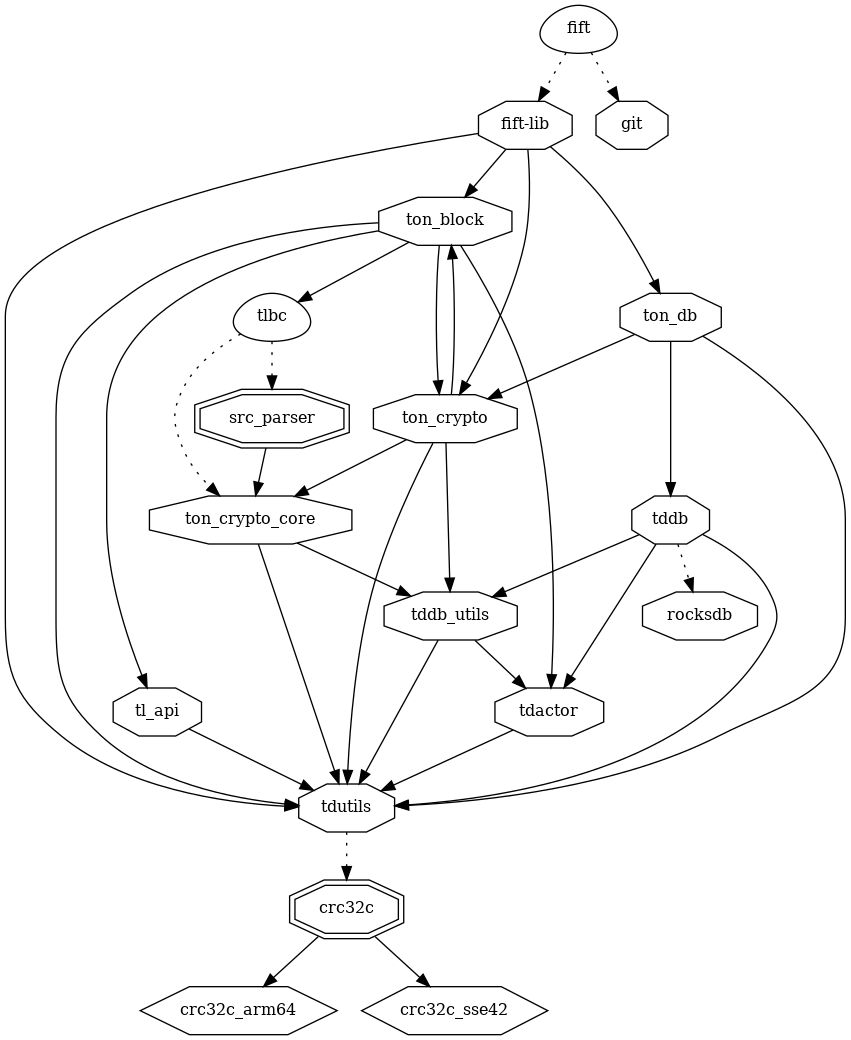 fift
fift-lib
git
ton_block
tlbc
ton_db
src_parser
ton_crypto
ton_crypto_core
tddb
tddb_utils
rocksdb
tl_api
tdactor
tdutils
crc32c
crc32c_arm64
crc32c_sse42